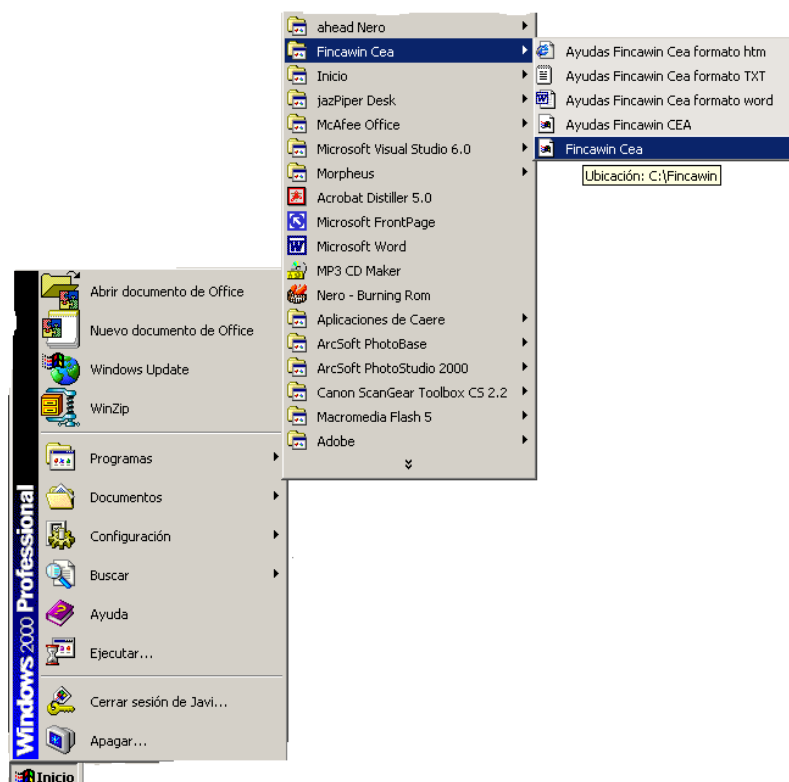 ahead Nero
Fincawin Cea
Inicio
jazPiper Desk
McAfee Office
Microsoft Visual Studio 6.0
Morpheus
Acrobat Distiller 5.0
Microsoft FrontPage
Microsoft Word
MP3 CD Maker
Nero - Burning Rom
Aplicaciones de Caere
ArcSoft PhotoBase
ArcSoft PhotoStudio 2000
Canon ScanGear Toolbox CS 2.2
Macromedia Flash 5
Adobe
Ayudas Fincawin Cea formato htm
Ayudas Fincawin Cea formato TXT
Ayudas Fincawin Cea formato word
Ayudas Fincawin CEA
Fincawin Cea
Ubicación: C:\Fincawin
Abrir documento de Office
Nuevo documento de Office
Windows Update
WinZip
Programas
Documentos
Configuración
Buscar
Ayuda
Ejecutar...
Cerrar sesión de Javi...
Apagar...
Windows 2000 Professional
Inicio